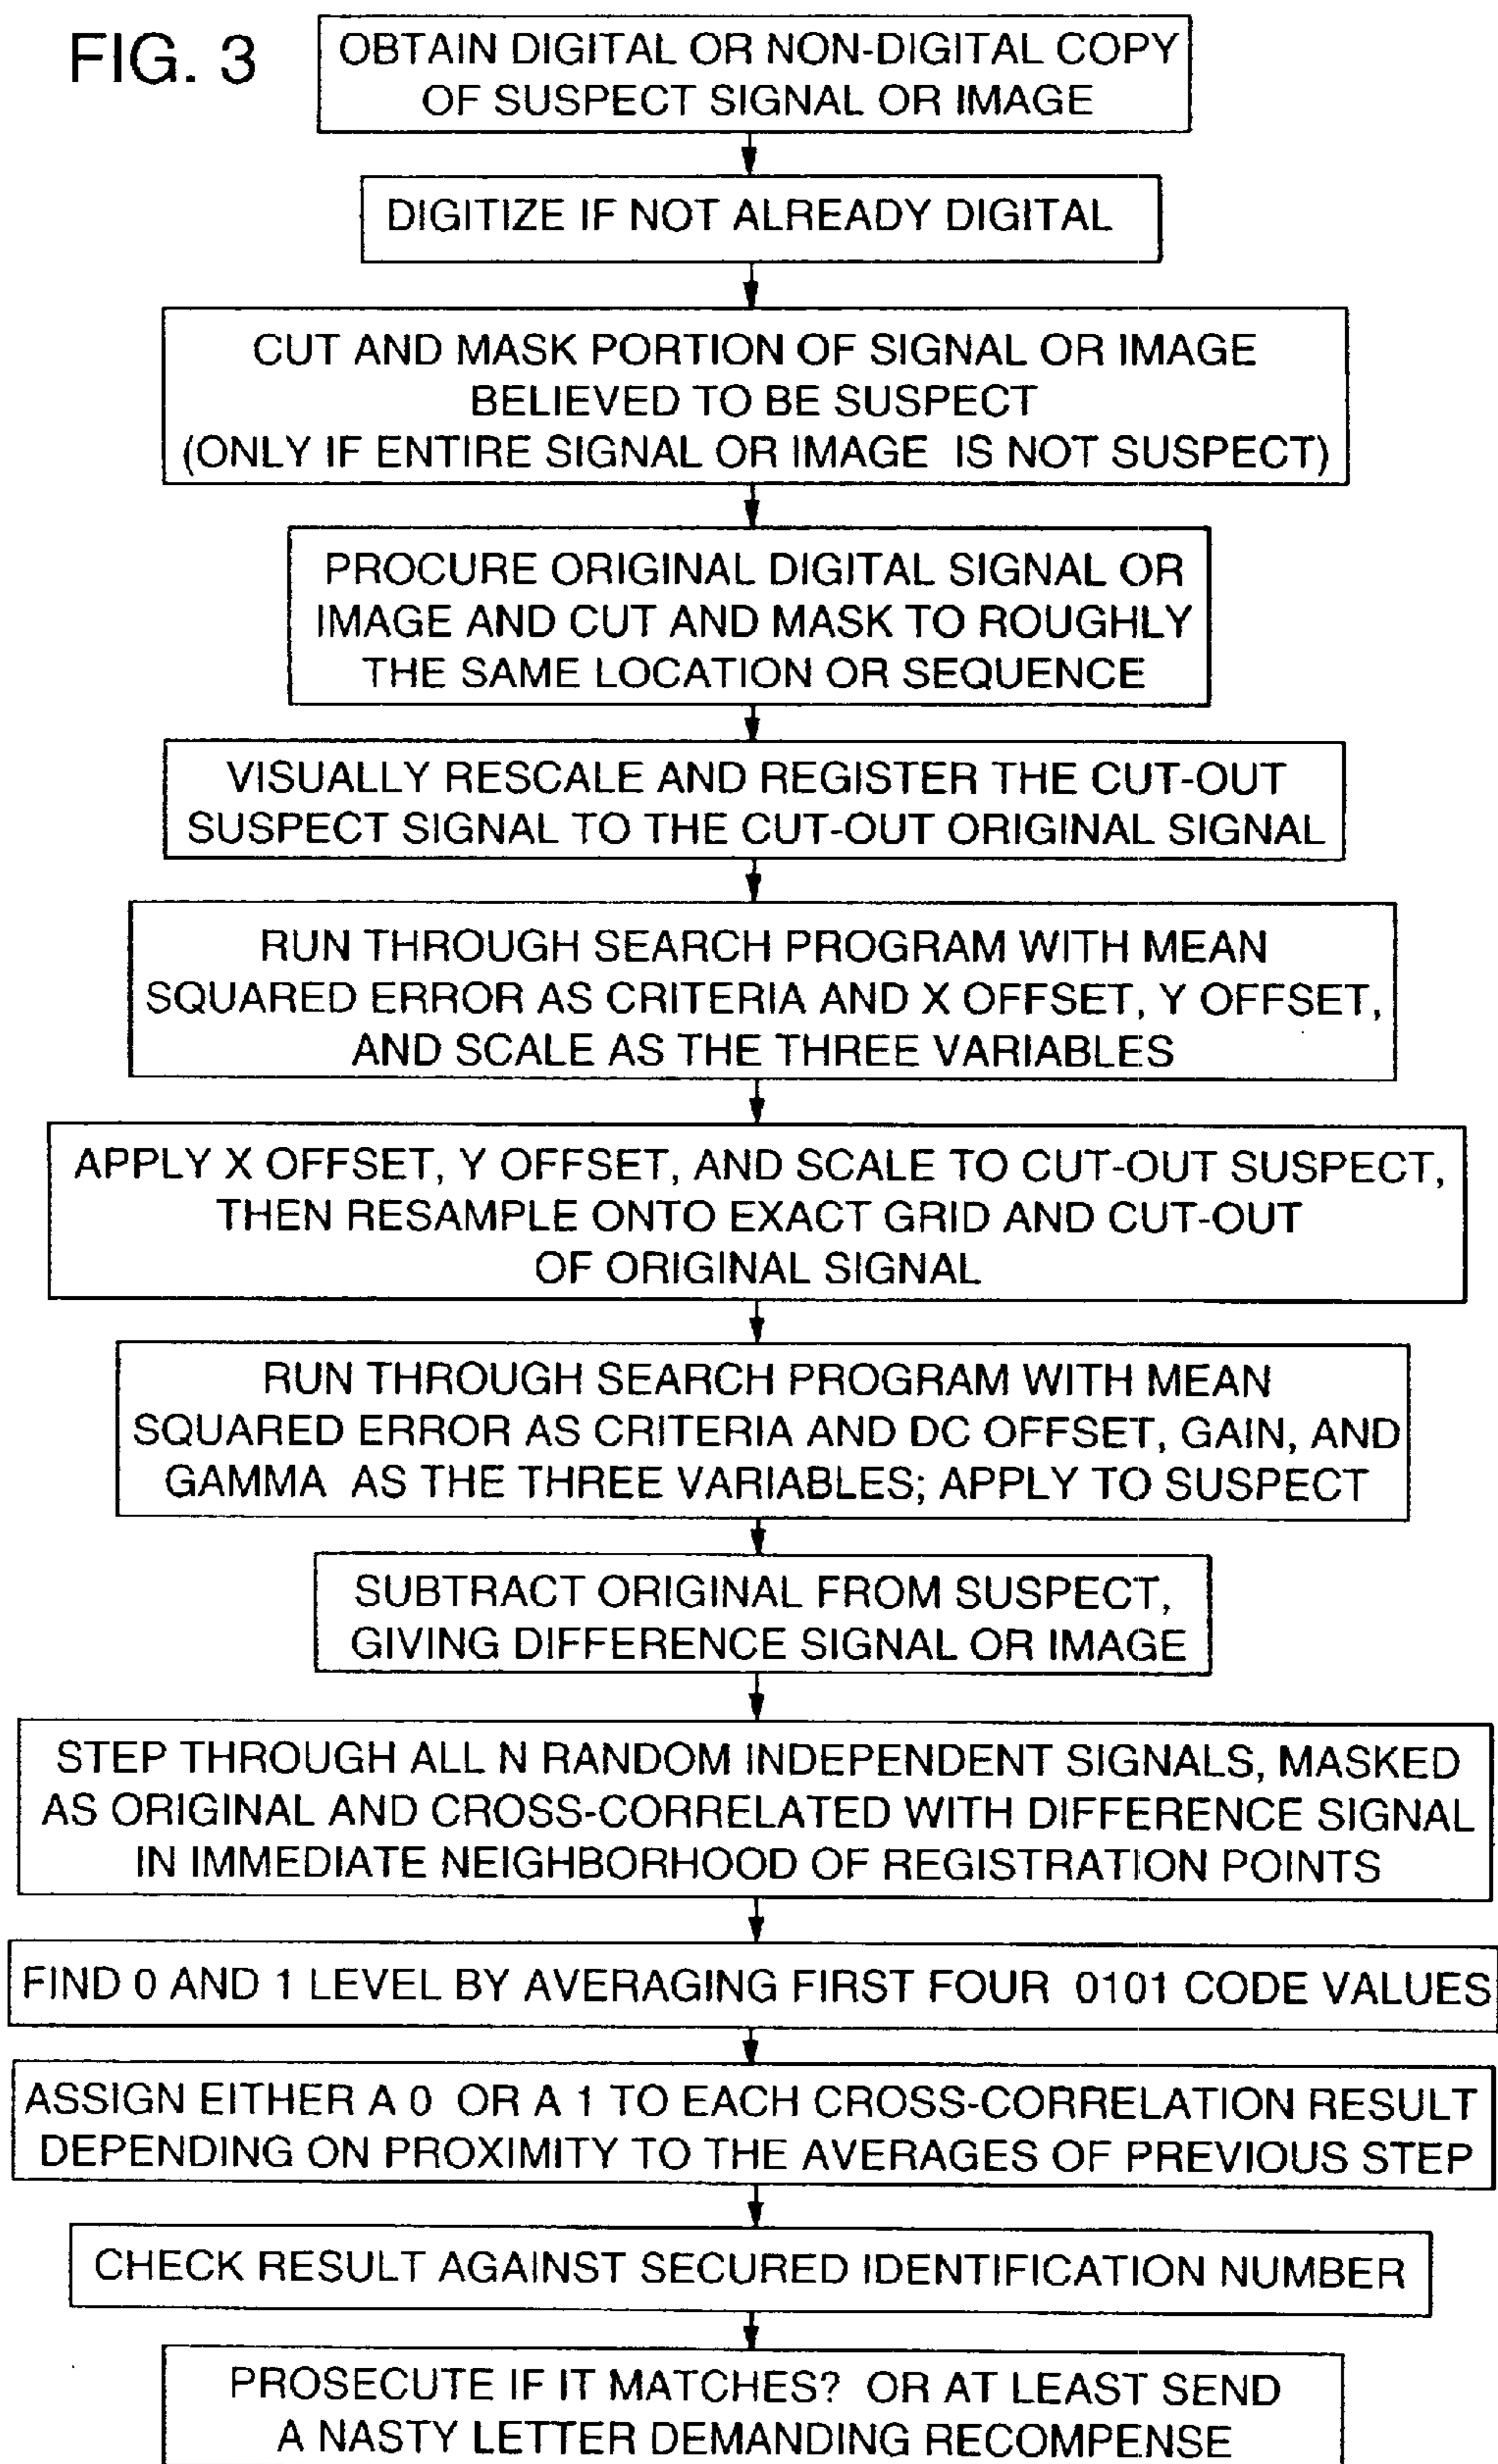 FIG. 3
OBTAIN DIGITAL OR NON-DIGITAL COPY
OF SUSPECT SIGNAL OR IMAGE
DIGITIZE IF NOT ALREADY DIGITAL
CUT AND MASK PORTION OF SIGNAL OR IMAGE
BELIEVED TO BE SUSPECT
(ONLY IF ENTIRE SIGNAL OR IMAGE IS NOT SUSPECT)
PROCURE ORIGINAL DIGITAL SIGNAL OR
IMAGE AND CUT AND MASK TO ROUGHLY
THE SAME LOCATION OR SEQUENCE
VISUALLY RESCALE AND REGISTER THE CUT-OUT
SUSPECT SIGNAL TO THE CUT-OUT ORIGINAL SIGNAL
RUN THROUGH SEARCH PROGRAM WITH MEAN
SQUARED ERROR AS CRITERIA AND X OFFSET, Y OFFSET,
AND SCALE AS THE THREE VARIABLES
APPLY X OFFSET, Y OFFSET, AND SCALE TO CUT-OUT SUSPECT,
THEN RESAMPLE ONTO EXACT GRID AND CUT-OUT
OF ORIGINAL SIGNAL
RUN THROUGH SEARCH PROGRAM WITH MEAN
SQUARED ERROR AS CRITERIA AND DC OFFSET, GAIN, AND
GAMMA AS THE THREE VARIABLES; APPLY TO SUSPECT
SUBTRACT ORIGINAL FROM SUSPECT,
GIVING DIFFERENCE SIGNAL OR IMAGE
STEP THROUGH ALL N RANDOM INDEPENDENT SIGNALS, MASKED
AS ORIGINAL AND CROSS-CORRELATED WITH DIFFERENCE SIGNAL
IN IMMEDIATE NEIGHBORHOOD OF REGISTRATION POINTS
FIND 0 AND 1 LEVEL BY AVERAGING FIRST FOUR 0101 CODE VALUES
ASSIGN EITHER A 0 OR A 1 TO EACH CROSS-CORRELATION RESULT
DEPENDING ON PROXIMITY TO THE AVERAGES OF PREVIOUS STEP
CHECK RESULT AGAINST SECURED IDENTIFICATION NUMBER
PROSECUTE IF IT MATCHES? OR AT LEAST SEND
A NASTY LETTER DEMANDING RECOMPENSE